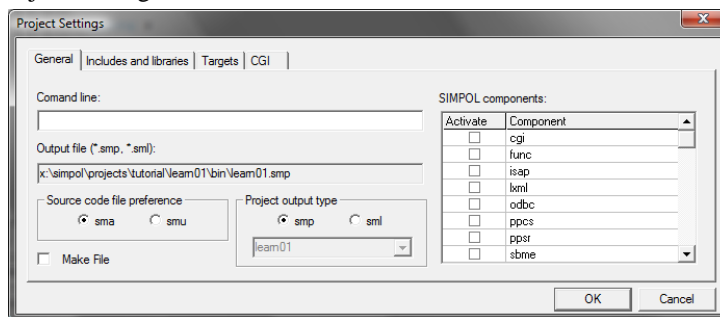 Project Settings
General
Includes and libraries
Targets
CGI
Comand line:
Output file (*.smp, *.sml):
x:\simpol\projects\tutorial\learn01\bin\learn01.smp
Source code file preference
sma
smu
Project output type
smp
sml
learn01
Make File
SIMPOL components:
Activate
Component
cgi
func
isap
lxml
odbc
ppcs
ppsr
sbme
OK
Cancel